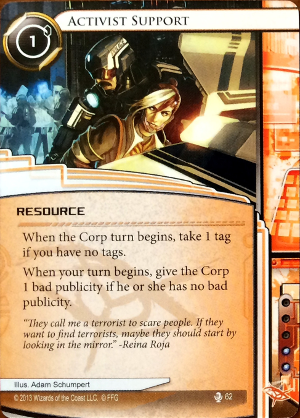 ACTIVIST SUPPORT
1
RESOURCE
When the Corp turn begins, take 1 tag
if you have no tags.
When your turn begins, give the Corp
1 bad publicity if he or she has no bad
publicity.
“They call me a terrorist to scare people. If they
want to find terrorists, maybe they should start by
looking in the mirror.” -Reina Roja
Illus. Adam Schumpert
© 2013 Wizards of the Coast LLC. © FFG
62